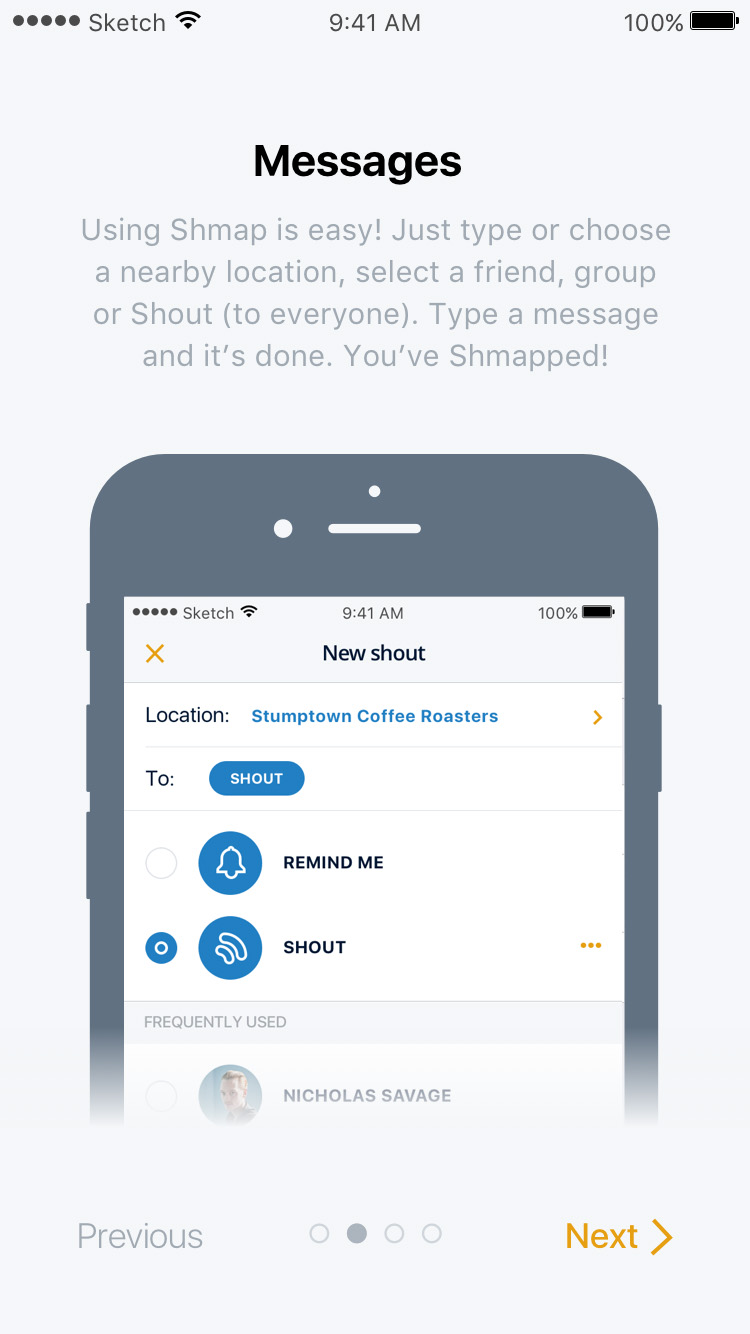 Sketch 9:41 AM 100%
Messages
Using Shmap is easy! Just type or choose
a nearby location, select a friend, group
or Shout (to everyone). Type a message
and it’s done. You’ve Shmapped!
Sketch 9:41 AM 100%
New shout
Location: Stumptown Coffee Roasters
To: SHOUT
REMIND ME
SHOUT
FREQUENTLY USED
NICHOLAS SAVAGE
Previous Next